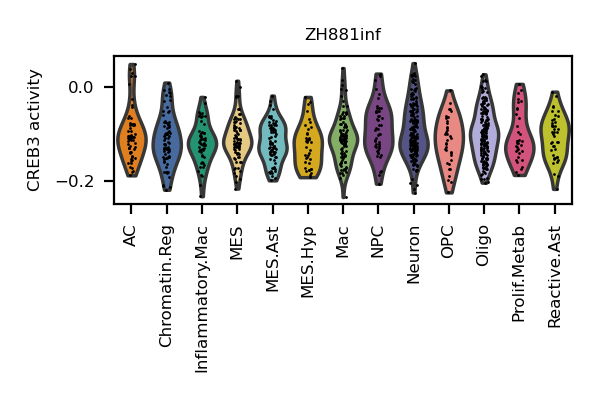 ZH881inf
CREB3 activity
0.0
−0.2
AC
Chromatin.Reg
Inflammatory.Mac
MES
MES.Ast
MES.Hyp
Mac
NPC
Neuron
OPC
Oligo
Prolif.Metab
Reactive.Ast